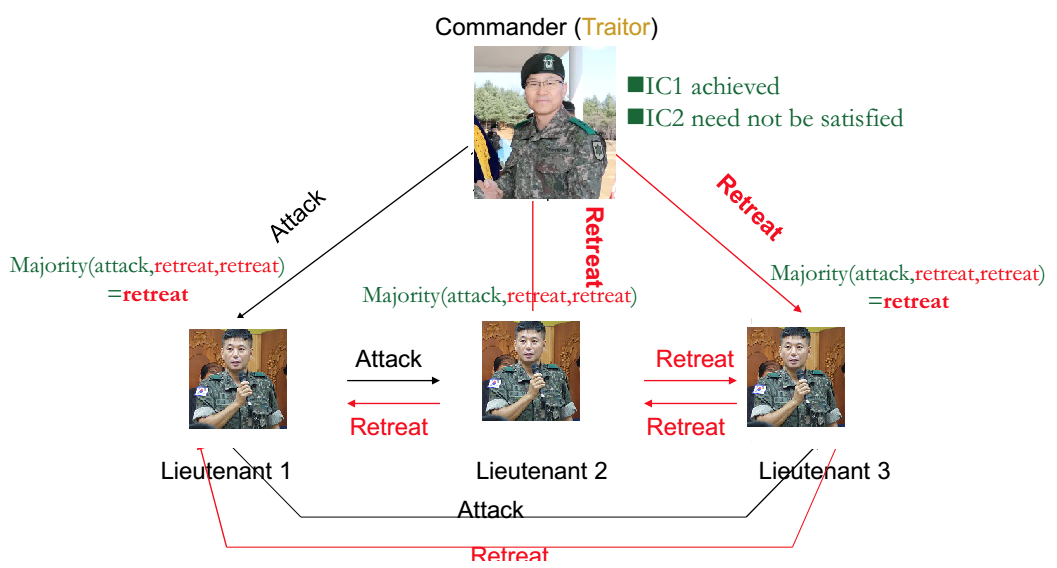 Commander (Traitor)
■IC1 achieved
■IC2 need not be satisfied
Attack
Retreat
Retreat
Majority(attack,retreat,retreat)
=retreat
Majority(attack,retreat,retreat)
Majority(attack,retreat,retreat)
=retreat
Attack
Retreat
Retreat
Retreat
Lieutenant 1
Lieutenant 2
Lieutenant 3
Attack
Retreat